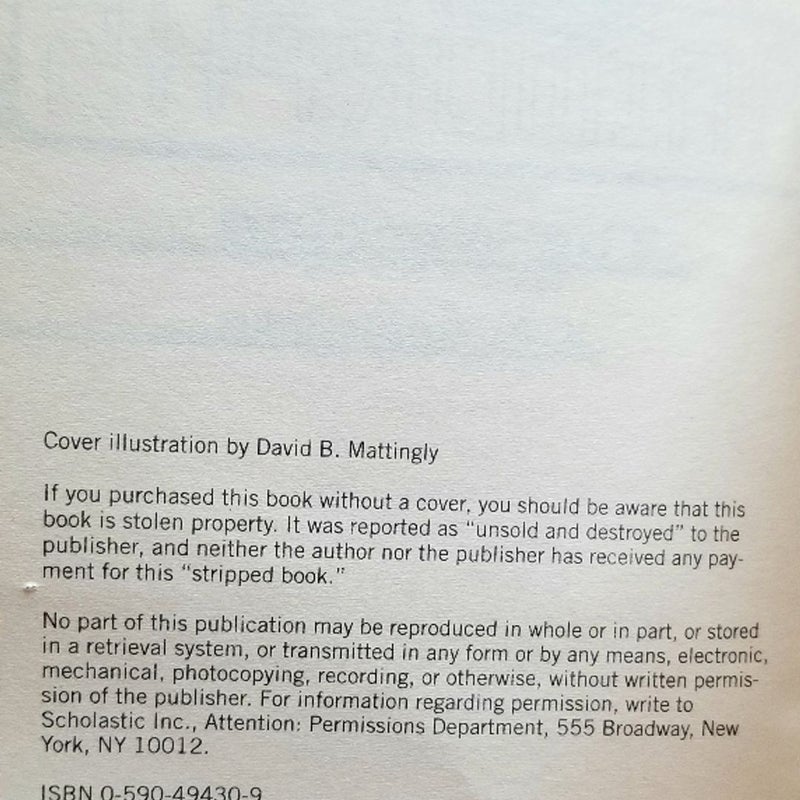 Cover illustration by David B. Mattingly
If you purchased this book without a cover, you should be aware that this
book is stolen property. It was reported as “unsold and destroyed” to the
publisher, and neither the author nor the publisher has received any pay-
ment for this “stripped book.”
No part of this publication may be reproduced in whole or in part, or stored
in a retrieval system, or transmitted in any form or by any means, electronic,
mechanical, photocopying, recording, or otherwise, without written permis-
sion of the publisher. For information regarding permission, write to
Scholastic Inc., Attention: Permissions Department, 555 Broadway, New
York, NY 10012.
ISBN 0-590-49430-9